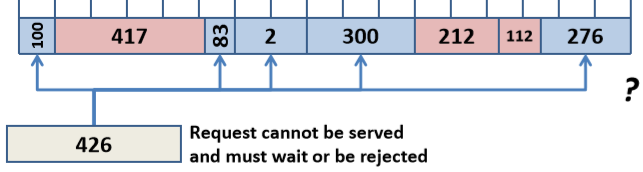 100 417 83 2 300 212 112 276
?
426
Request cannot be served
and must wait or be rejected